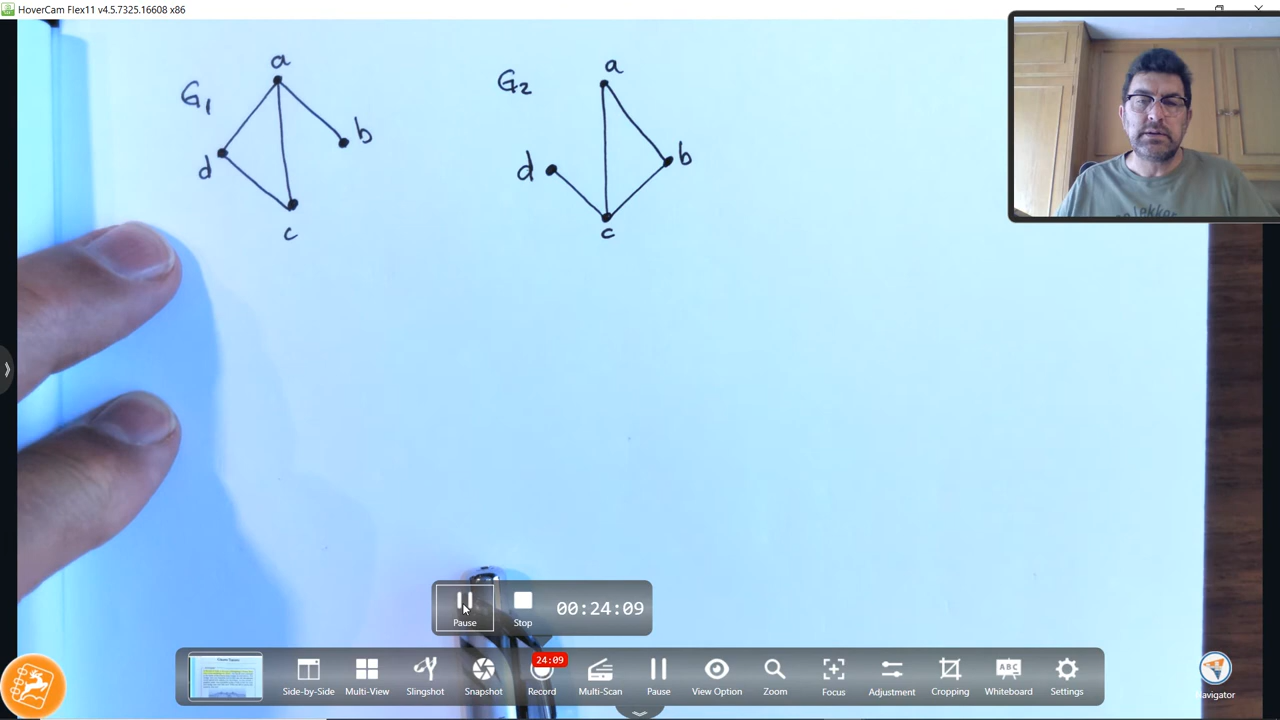 HoverCam Flex11 v4.5.7325.16608 x86
a
G1
b
d
c
G2
a
d
b
c
Pause
Stop
00:24:09
24:09
Side-by-Side
Multi-View
Slingshot
Snapshot
Record
Multi-Scan
Pause
View Option
Zoom
Focus
Adjustment
Cropping
ABC
Whiteboard
Settings
Navigator